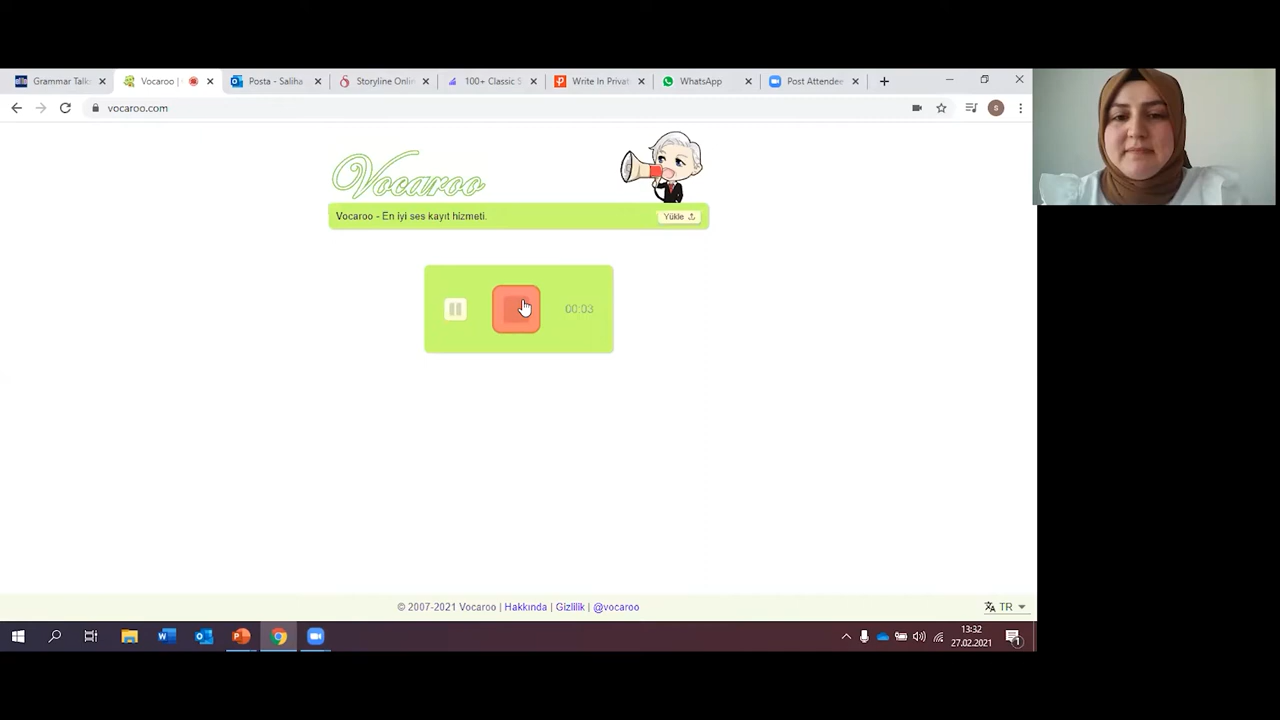 Grammar Talks
Vocaroo |
Posta - Saliha
Storyline Onli
100+ Classic S
Write In Privat
WhatsApp
Post Attendee
vocaroo.com
S
Vocaroo
Vocaroo - En iyi ses kayıt hizmeti.
Yükle
00:03
© 2007-2021 Vocaroo | Hakkında | Gizlilik | @vocaroo
TR
13:32
27.02.2021
1